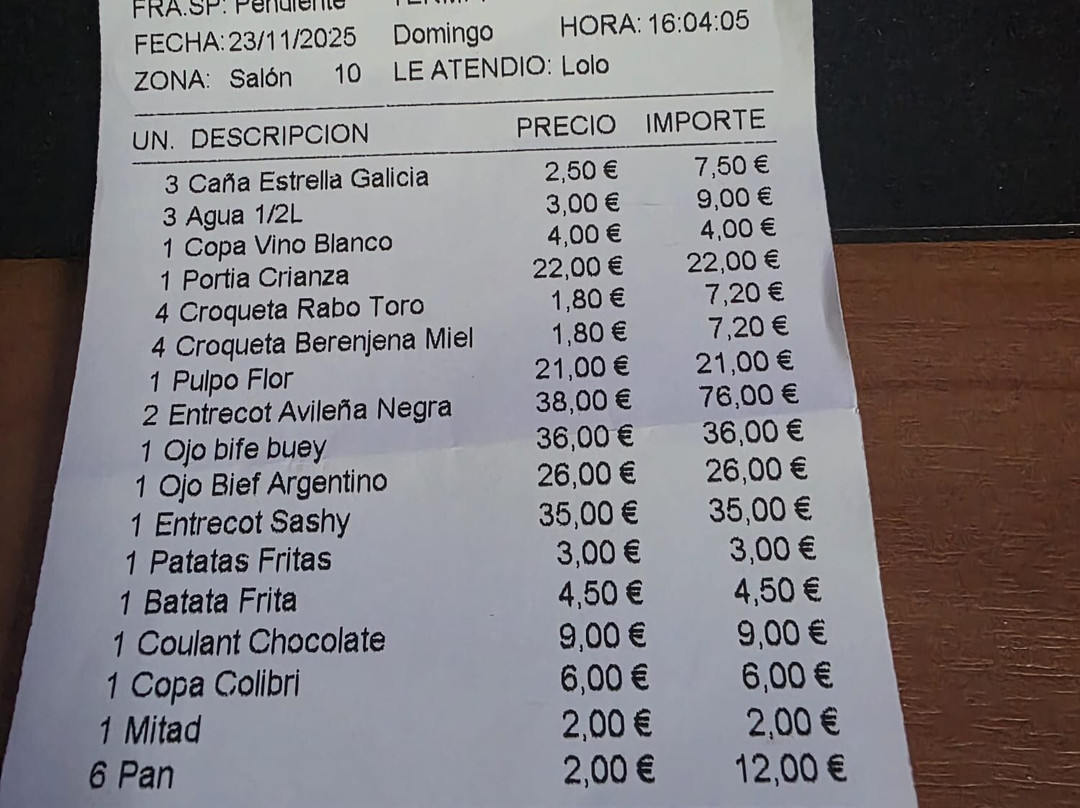 FRA.SP: Pendiente
FECHA: 23/11/2025 Domingo HORA: 16:04:05
ZONA: Salón 10 LE ATENDIO: Lolo
UN. DESCRIPCION PRECIO IMPORTE
3 Caña Estrella Galicia 2,50 € 7,50 €
3 Agua 1/2L 3,00 € 9,00 €
1 Copa Vino Blanco 4,00 € 4,00 €
1 Portia Crianza 22,00 € 22,00 €
4 Croqueta Rabo Toro 1,80 € 7,20 €
4 Croqueta Berenjena Miel 1,80 € 7,20 €
1 Pulpo Flor 21,00 € 21,00 €
2 Entrecot Avileña Negra 38,00 € 76,00 €
1 Ojo bife buey 36,00 € 36,00 €
1 Ojo Bief Argentino 26,00 € 26,00 €
1 Entrecot Sashy 35,00 € 35,00 €
1 Patatas Fritas 3,00 € 3,00 €
1 Batata Frita 4,50 € 4,50 €
1 Coulant Chocolate 9,00 € 9,00 €
1 Copa Colibri 6,00 € 6,00 €
1 Mitad 2,00 € 2,00 €
6 Pan 2,00 € 12,00 €